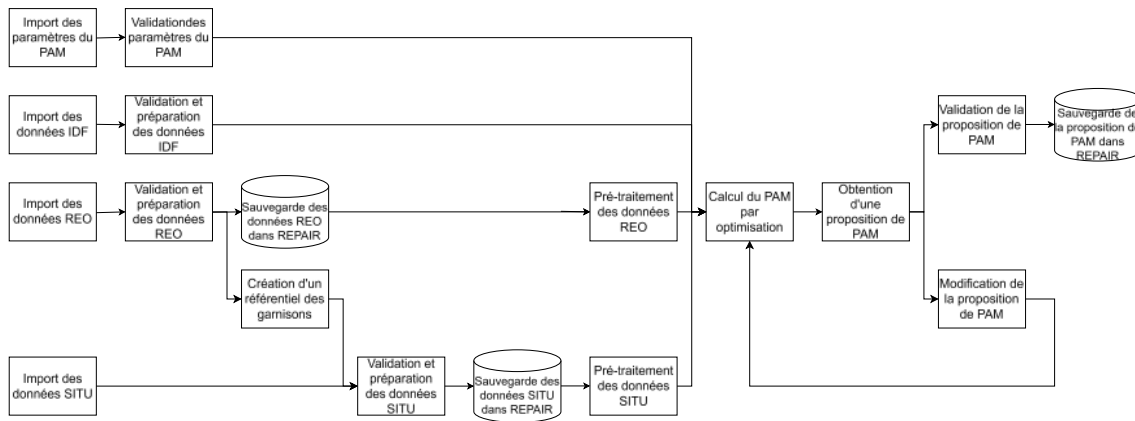 Import des
paramètres du
PAM
Validationdes
paramètres du
PAM
Import des
données IDF
Validation et
préparation
des données
IDF
Validation de la
proposition de
PAM
Sauvegarde de
la proposition de
PAM dans
REPAIR
Import des
données REO
Validation et
préparation
des données
REO
Sauvegarde des
données REO
dans REPAIR
Pré-traitement
des données
REO
Calcul du PAM
par
optimisation
Obtention
d'une
proposition de
PAM
Création d'un
référentiel des
garnisons
Modification de
la proposition
de PAM
Import des
données SITU
Validation et
préparation
des données
SITU
Sauvegarde des
données SITU
dans REPAIR
Pré-traitement
des données
SITU